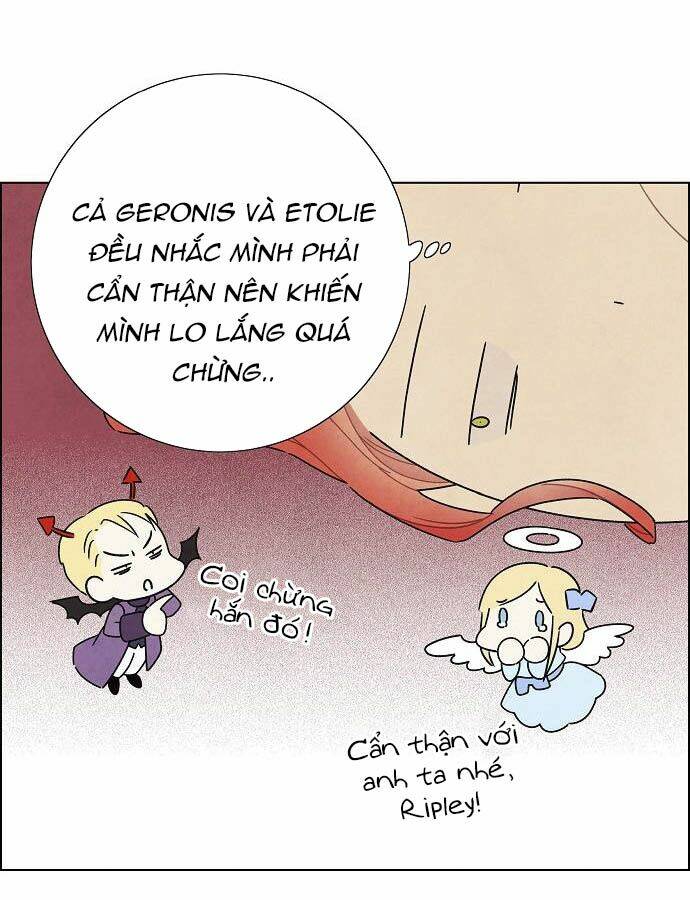 CẢ GERONIS VÀ ETOLIE
ĐỀU NHẮC MÌNH PHẢI
CẨN THẬN NÊN KHIẾN
MÌNH LO LẮNG QUÁ
CHỪNG..
Coi chừng
hắn đó!
Cẩn thận với
anh ta nhé,
Ripley!